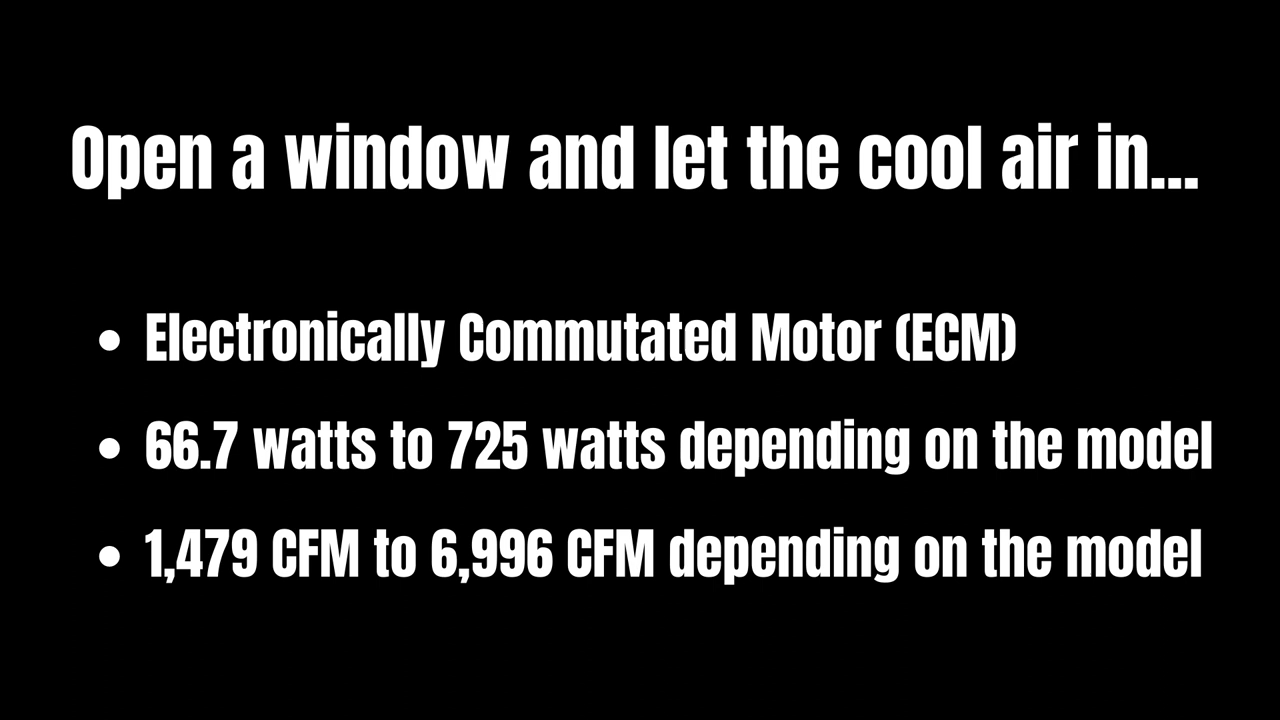 Open a window and let the cool air in...
• Electronically Commutated Motor (ECM)
• 66.7 watts to 725 watts depending on the model
• 1,479 CFM to 6,996 CFM depending on the model